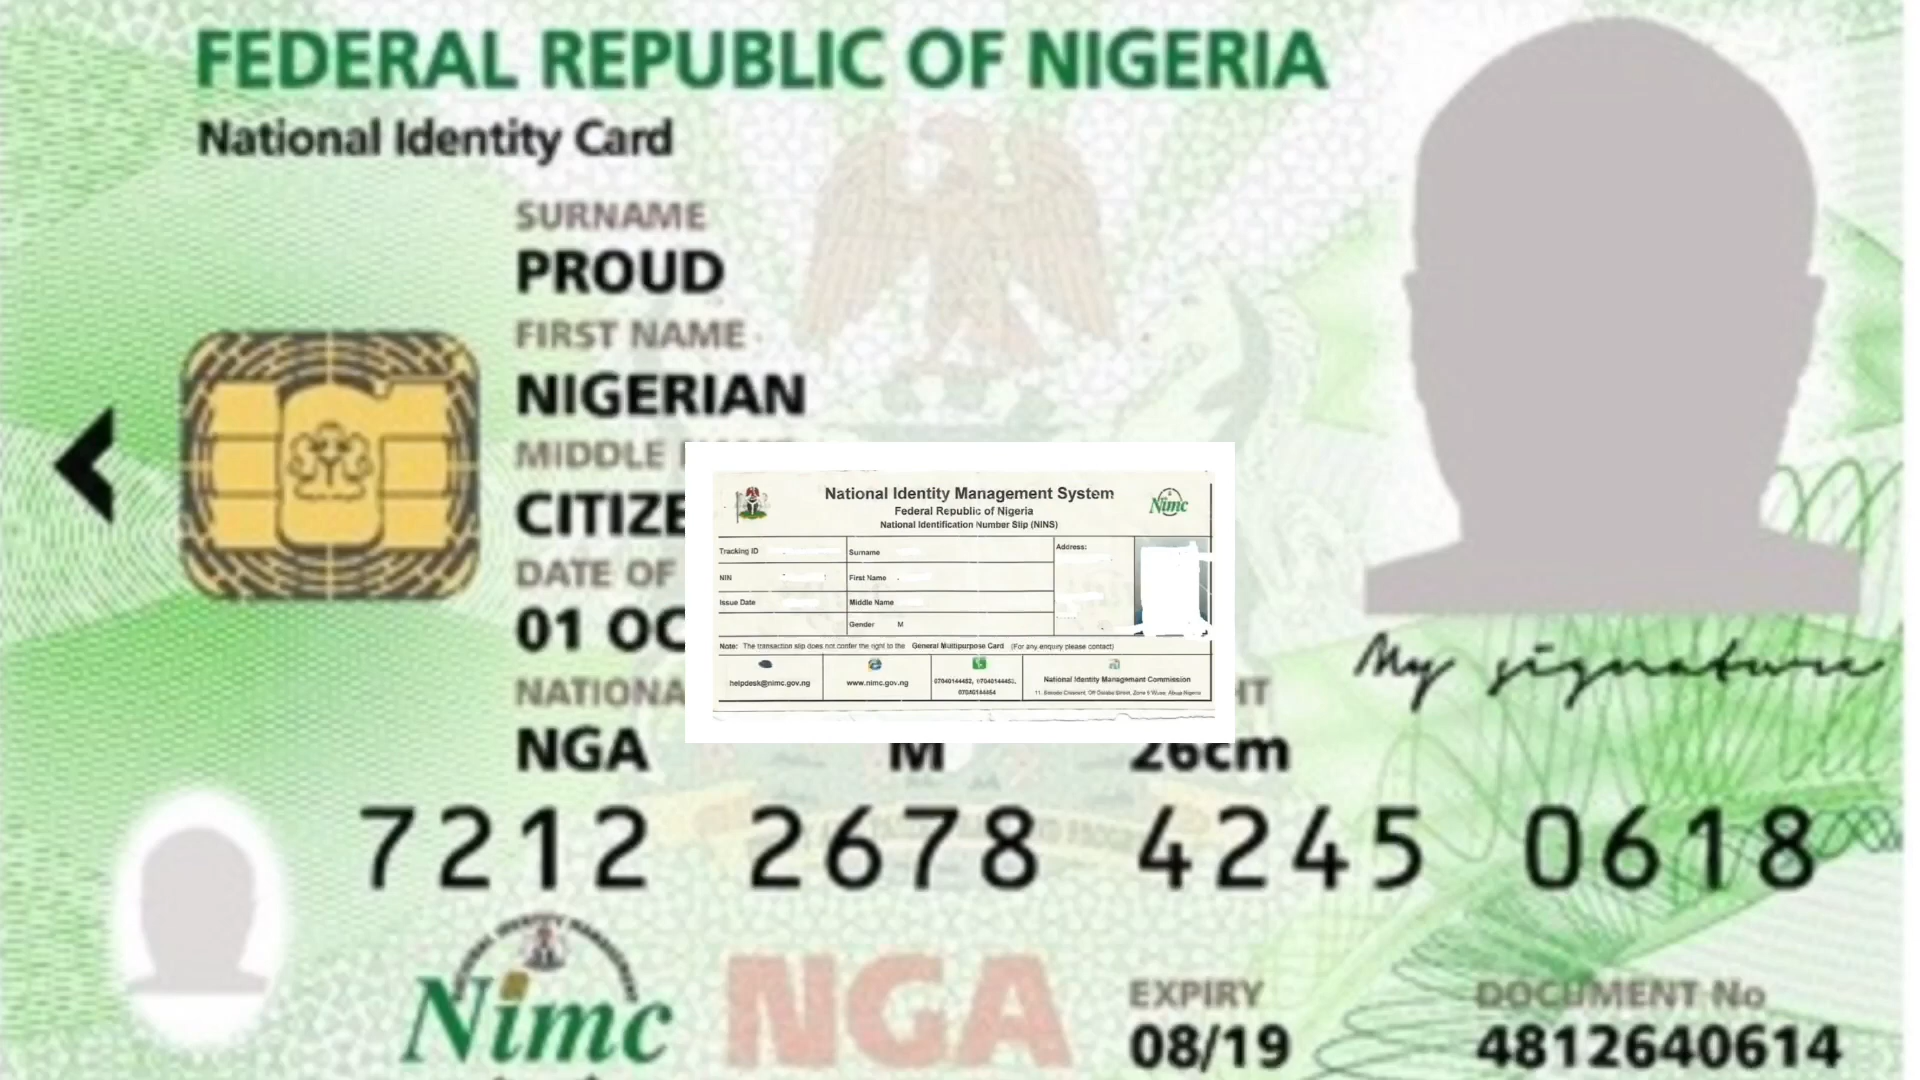 FEDERAL REPUBLIC OF NIGERIA
National Identity Card
SURNAME
PROUD
FIRST NAME
NIGERIAN
MIDDLE
CITIZE
DATE OF
01 OC
NATIONA
NGA M 26cm
National Identity Management System
Federal Republic of Nigeria
National Identification Number Slip (NINS)
Nimc
Tracking ID
Surname
Address:
NIN
First Name
Issue Date
Middle Name
Gender M
Note: The transaction slip does not confer the right to the General Multipurpose Card (For any enquiry please contact)
helpdesk@nimc.gov.ng
www.nimc.gov.ng
07040144452, 07040144453,
07040144454
National Identity Management Commission
My signature
7212 2678 4245 0618
Nimc
NGA
EXPIRY
08/19
DOCUMENT No
4812640614